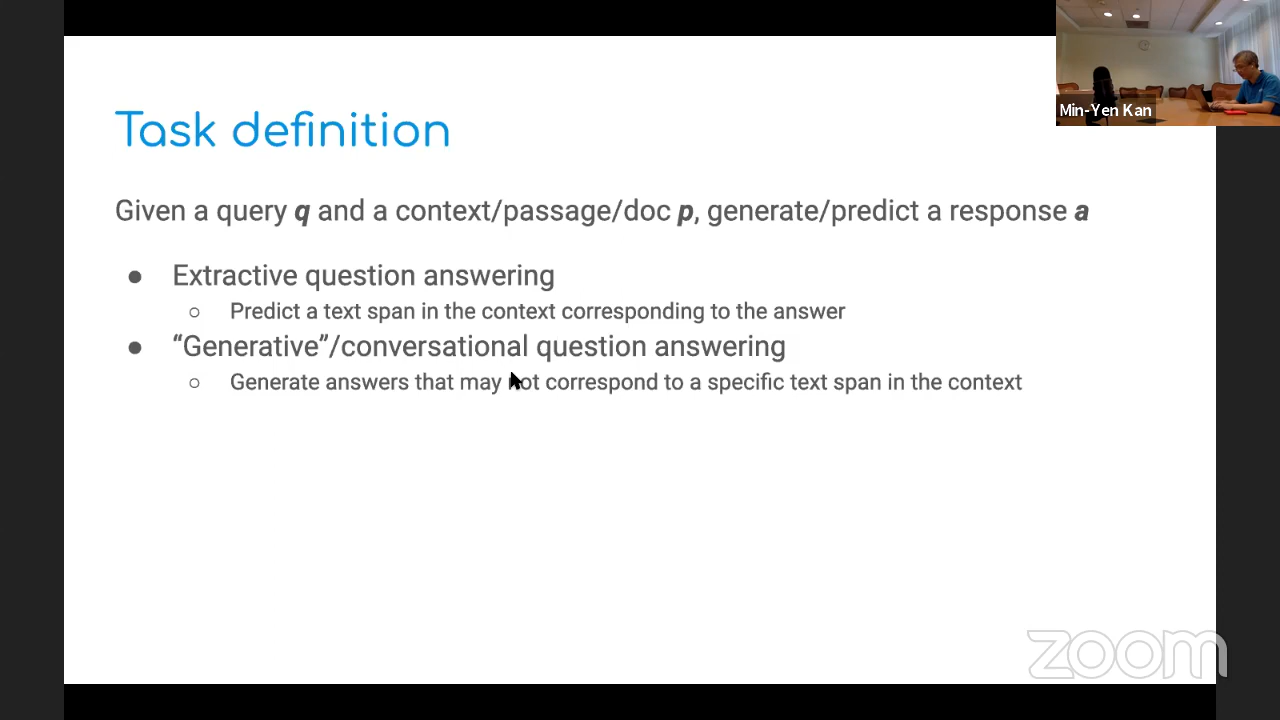 Min-Yen Kan
Task definition
Given a query q and a context/passage/doc p, generate/predict a response a
● Extractive question answering
○ Predict a text span in the context corresponding to the answer
● “Generative”/conversational question answering
○ Generate answers that may not correspond to a specific text span in the context
zoom